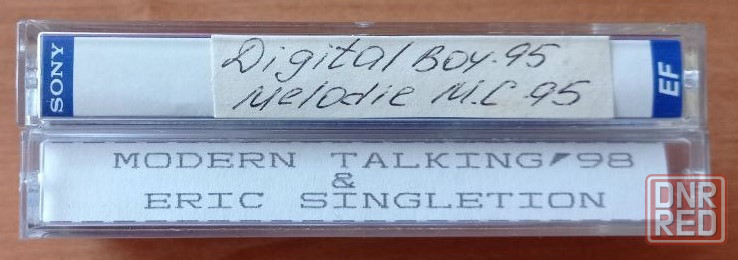 SONY
Digital Boy.95
Melodie M.C.95
EF
MODERN TALKING'98
&
ERIC SINGLETION
DNR
RED